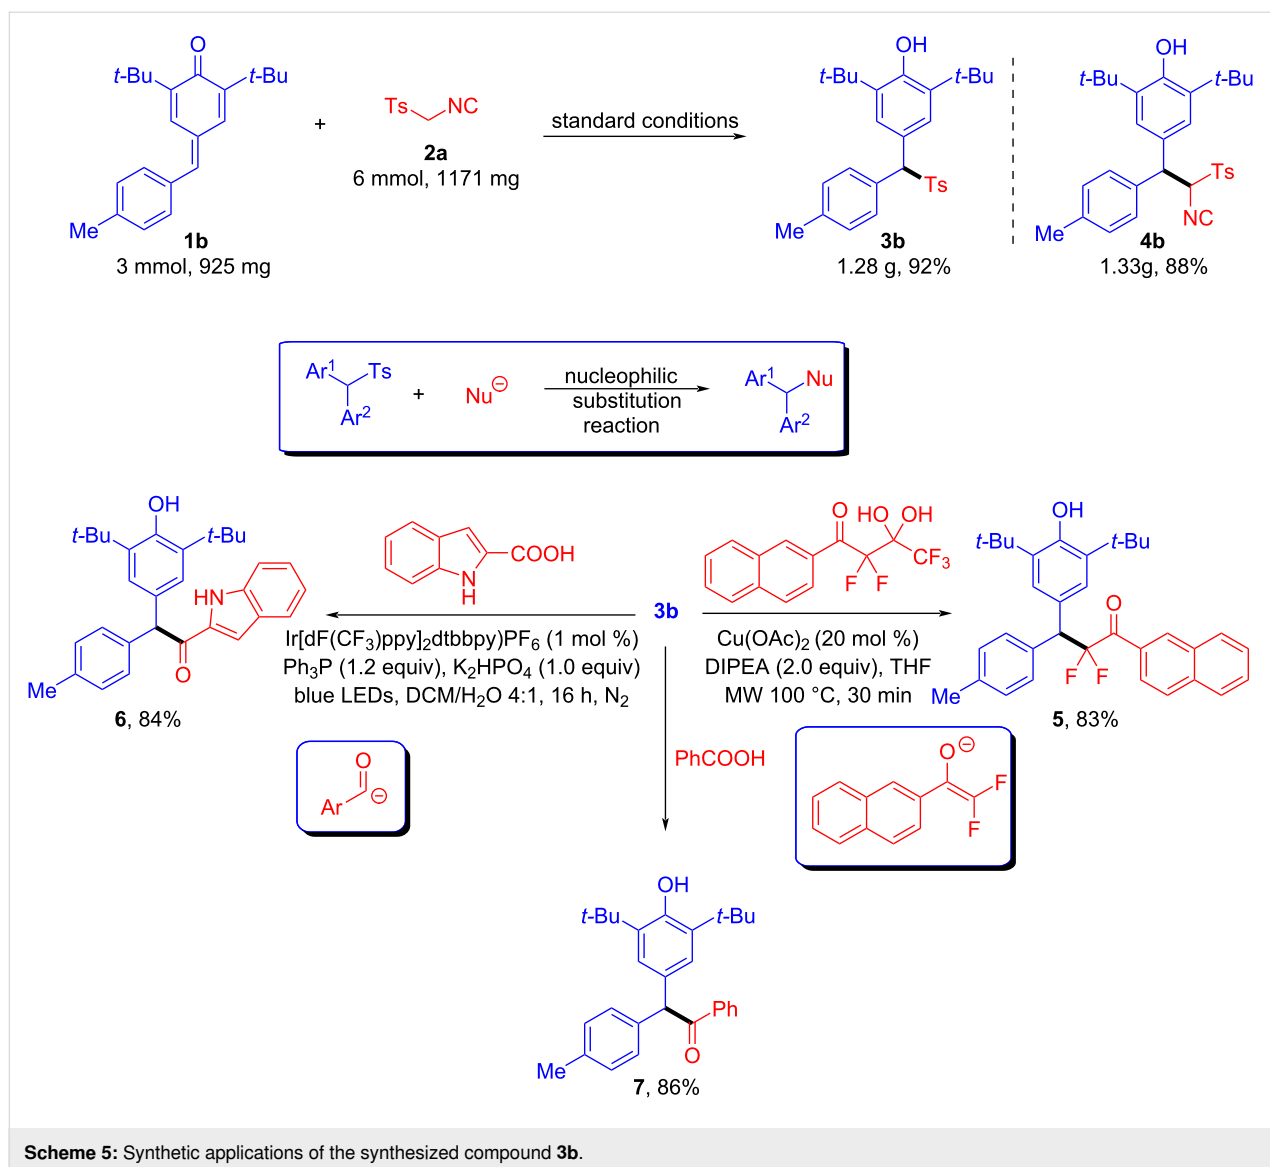 O
t-Bu
t-Bu
Me
1b
3 mmol, 925 mg
+
Ts
NC
2a
6 mmol, 1171 mg
standard conditions
OH
t-Bu
t-Bu
Ts
Me
3b
1.28 g, 92%
OH
t-Bu
t-Bu
Ts
NC
Me
4b
1.33g, 88%
Ar1
Ts
Ar2
+
Nu⊖
nucleophilic
substitution
reaction
Ar1
Nu
Ar2
OH
t-Bu
t-Bu
HN
O
Me
6, 84%
COOH
N
H
Ir[dF(CF3)ppy]2dtbbpy)PF6 (1 mol %)
Ph3P (1.2 equiv), K2HPO4 (1.0 equiv)
blue LEDs, DCM/H2O 4:1, 16 h, N2
O
Ar
⊖
3b
O
HO
OH
CF3
F
F
Cu(OAc)2 (20 mol %)
DIPEA (2.0 equiv), THF
MW 100 °C, 30 min
OH
t-Bu
t-Bu
O
F
F
Me
5, 83%
O⊖
F
F
PhCOOH
OH
t-Bu
t-Bu
Ph
O
Me
7, 86%
Scheme 5: Synthetic applications of the synthesized compound 3b.